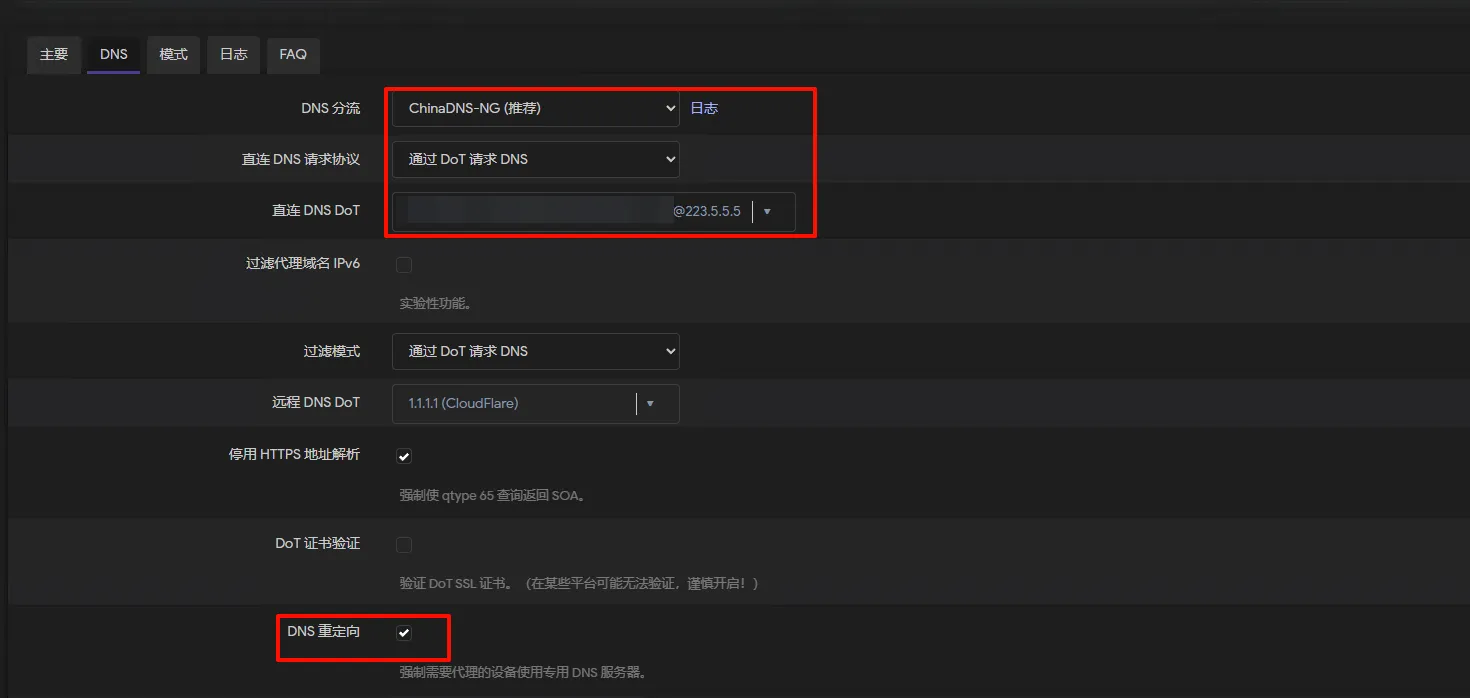 主要 DNS 模式 日志 FAQ
DNS 分流 ChinaDNS-NG (推荐) 日志
直连 DNS 请求协议 通过 DoT 请求 DNS
直连 DNS DoT @223.5.5.5
过滤代理域名 IPv6
实验性功能。
过滤模式 通过 DoT 请求 DNS
远程 DNS DoT 1.1.1.1 (CloudFlare)
停用 HTTPS 地址解析
强制使 qtype 65 查询返回 SOA。
DoT 证书验证
验证 DoT SSL 证书。（在某些平台可能无法验证，谨慎开启！）
DNS 重定向
强制需要代理的设备使用专用 DNS 服务器。